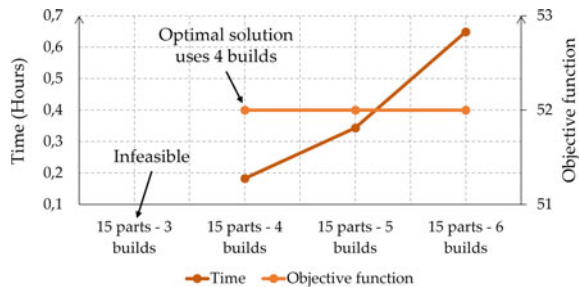 0,7
0,6
0,5
0,4
0,3
0,2
0,1
Time (Hours)
Optimal solution
uses 4 builds
Infeasible
53
52
51
Objective function
15 parts - 3
builds
15 parts - 4
builds
15 parts - 5
builds
15 parts - 6
builds
Time
Objective function